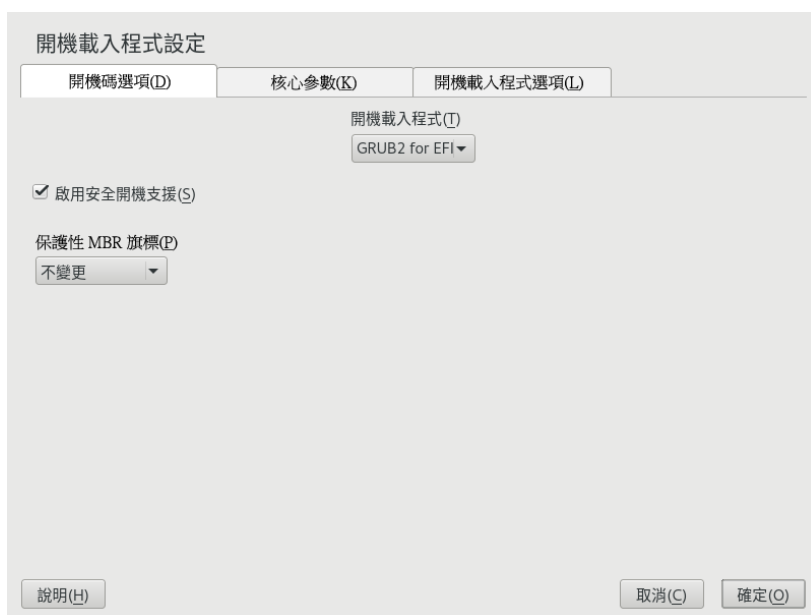 開機載入程式設定
開機碼選項(D)
核心參數(K)
開機載入程式選項(L)
開機載入程式(T)
GRUB2 for EFI
啟用安全開機支援(S)
保護性 MBR 旗標(P)
不變更
說明(H)
取消(C)
確定(O)